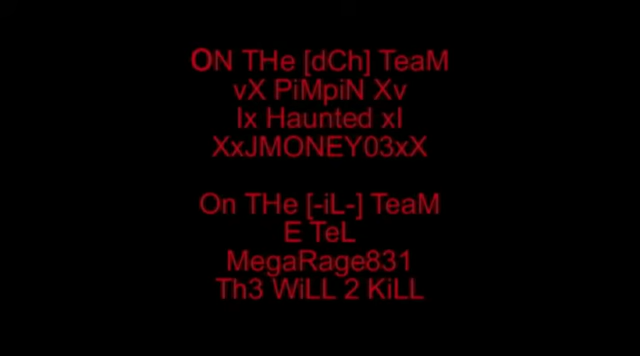 ON THe [dCh] TeaM
vX PiMpiN Xv
Ix Haunted xI
XxJMONEY03xX
On THe [-iL-] TeaM
E TeL
MegaRage831
Th3 WiLL 2 KiLL